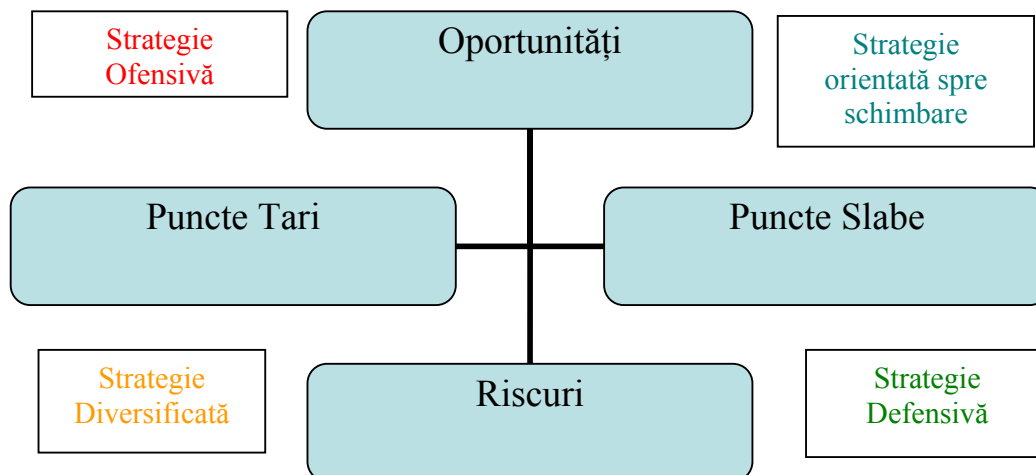 Strategie
Ofensivă
Oportunități
Strategie
orientată spre
schimbare
Puncte Tari
Puncte Slabe
Strategie
Diversificată
Riscuri
Strategie
Defensivă